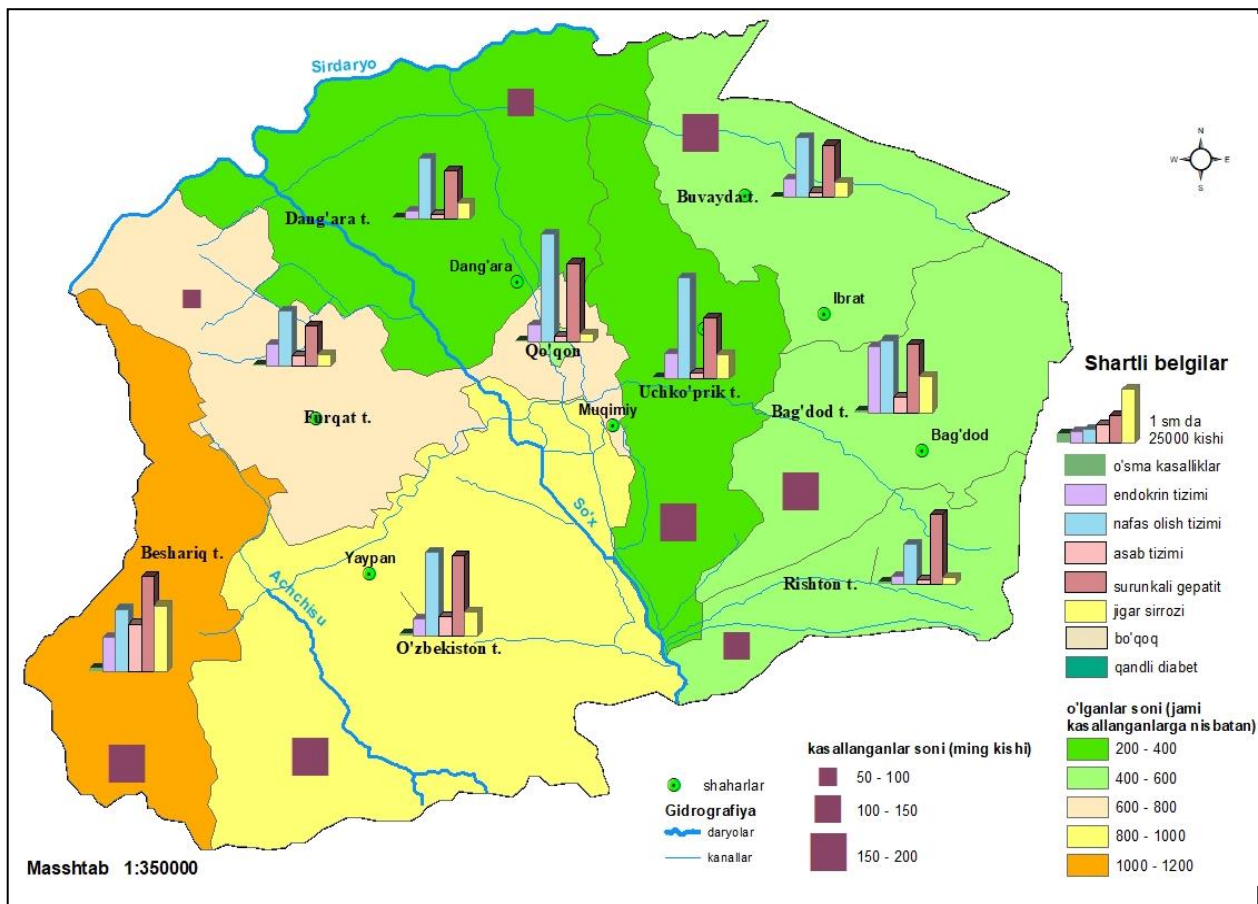 Sirdaryo
N
W E
S
Buvayda t.
Dang'ara t.
Dang'ara
Ibrat
Qo'qon
Uchko'prik t.
Bag'dod t.
Muqimiy
Furqat t.
Bag'dod
So'x
Beshariq t.
Yaypan
Achchisu
Rishton t.
O'zbekiston t.
Masshtab 1:350000
shaharlar
Gidrografiya
daryolar
kanallar
kasallanganlar soni (ming kishi)
50 - 100
100 - 150
150 - 200
Shartli belgilar
1 sm da
25000 kishi
o'sma kasalliklar
endokrin tizimi
nafas olish tizimi
asab tizimi
surunkali gepatit
jigar sirrozi
bo'qoq
qandli diabet
o'lganlar soni (jami
kasallanganlarga nisbatan)
200 - 400
400 - 600
600 - 800
800 - 1000
1000 - 1200